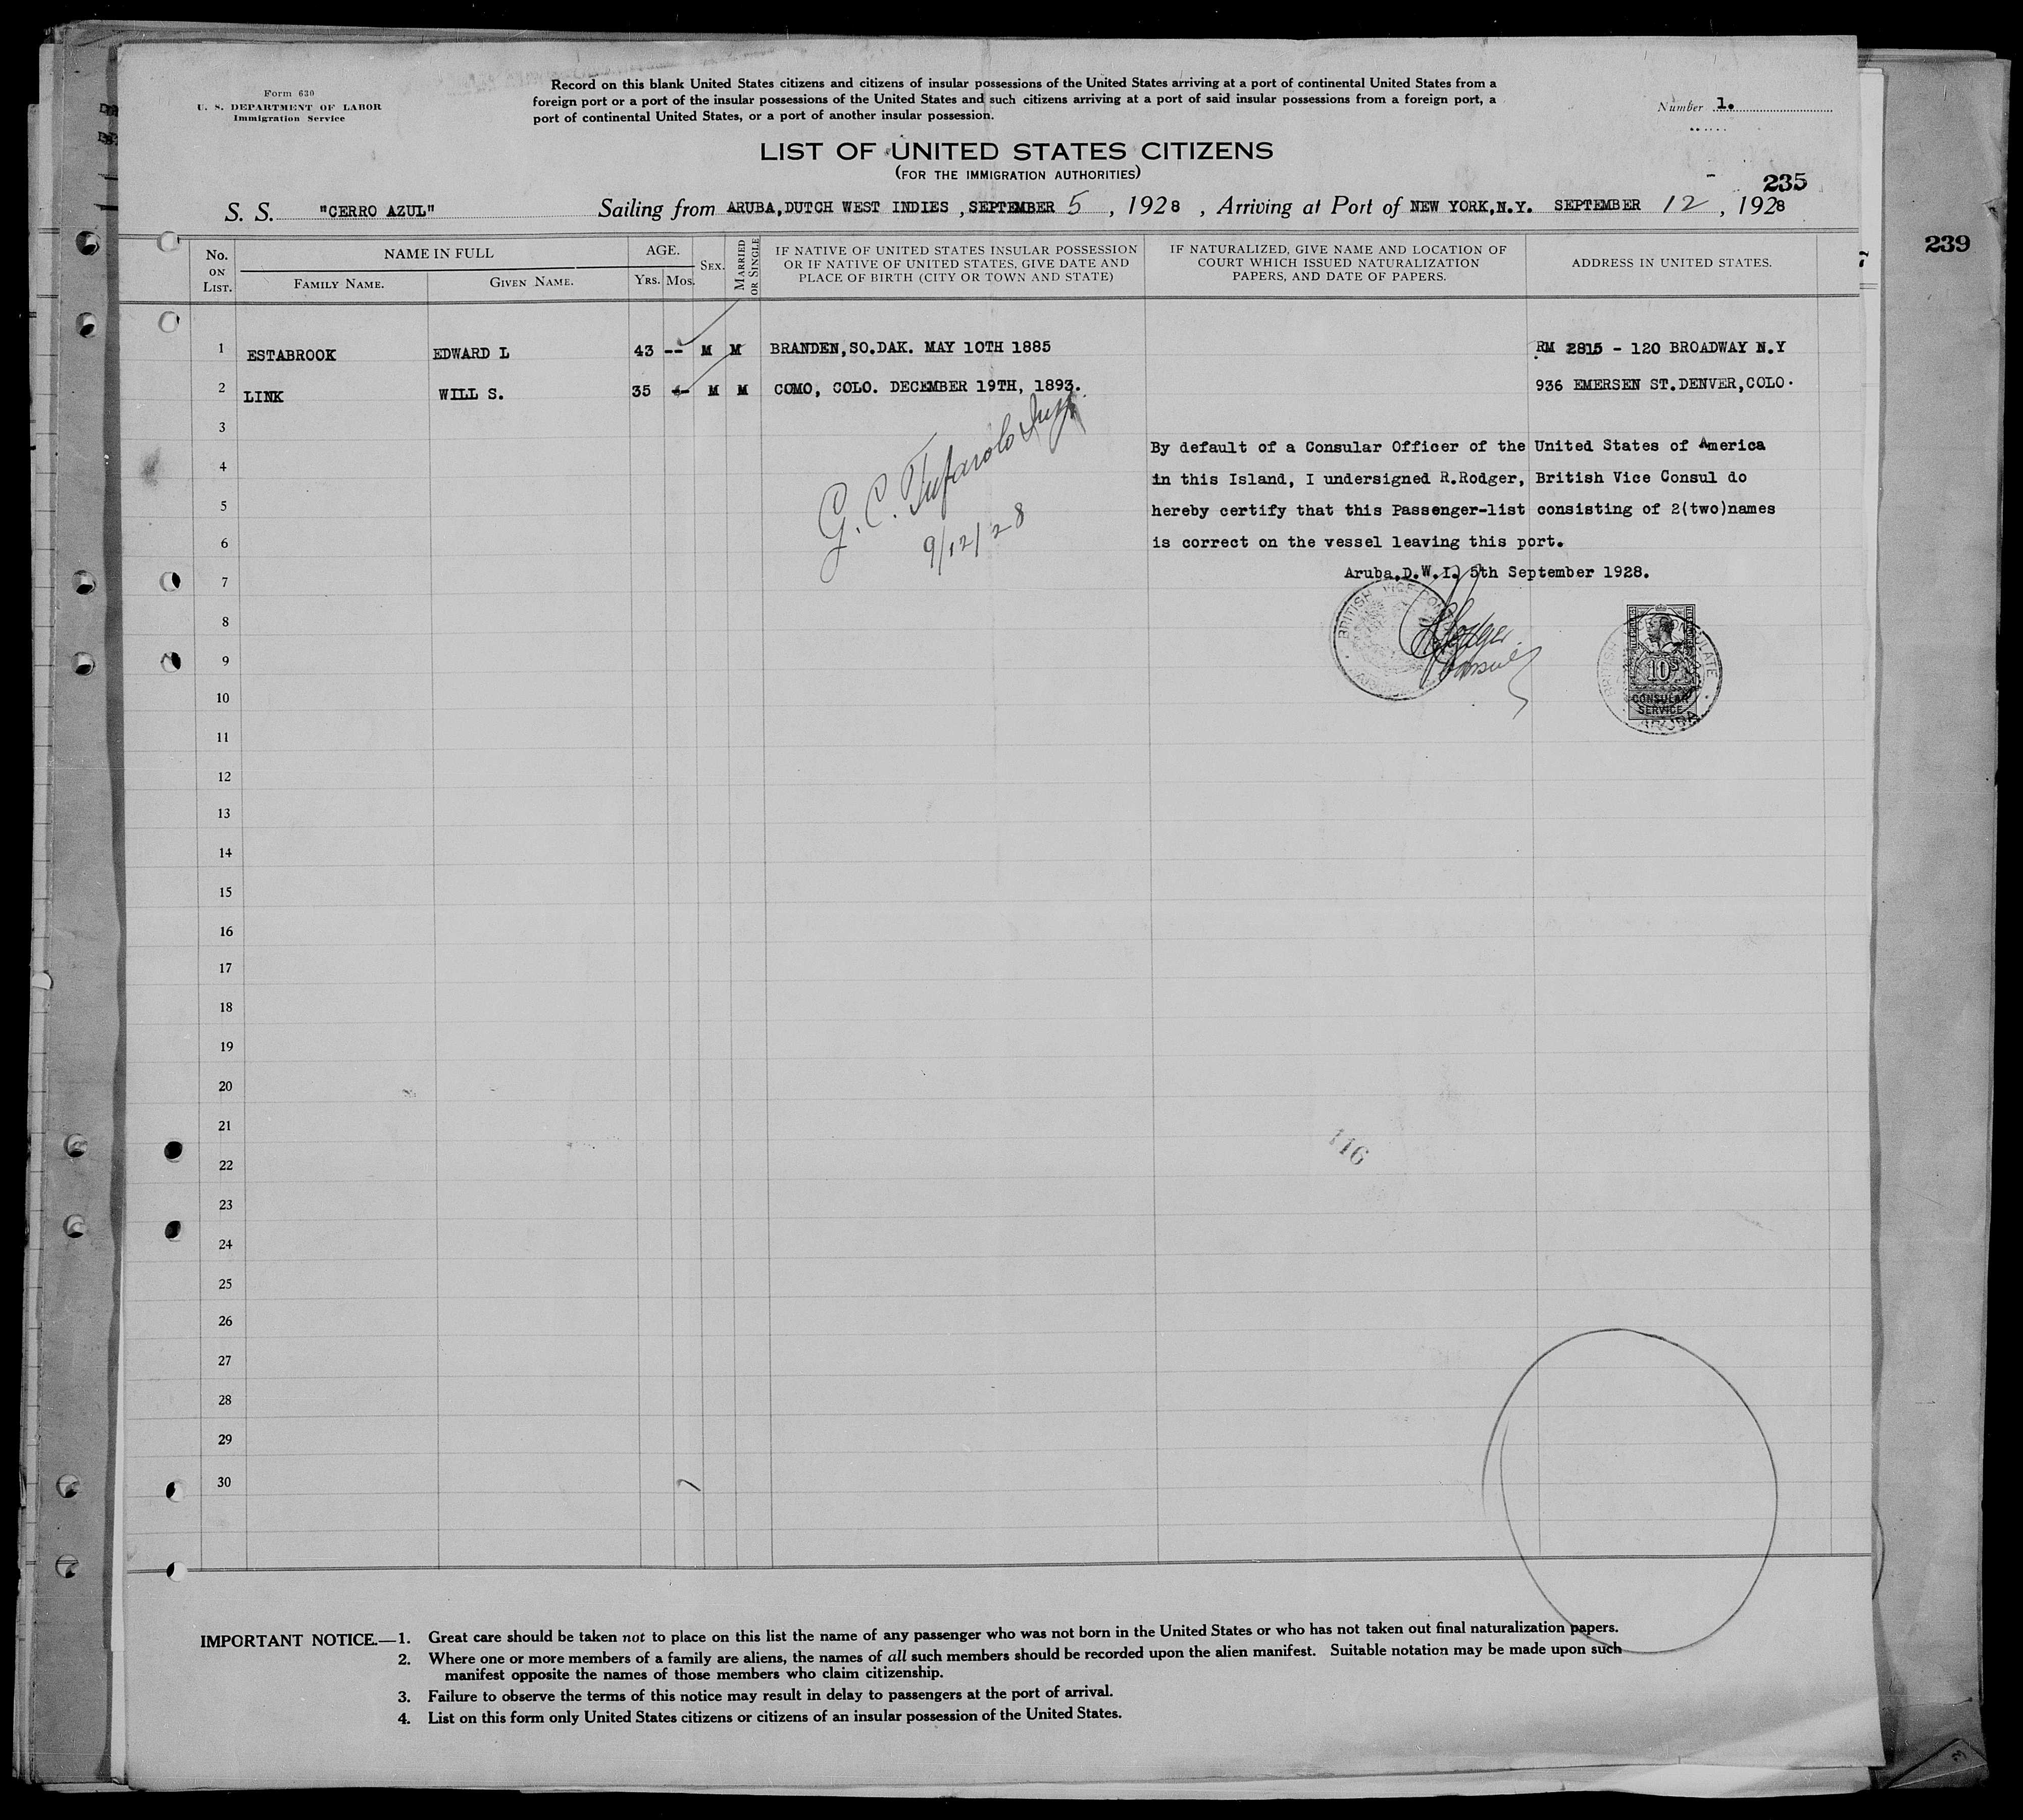 Form 630
U. S. DEPARTMENT OF LABOR
Immigration Service
Record on this blank United States citizens and citizens of insular possessions of the United States arriving at a port of continental United States from a
foreign port or a port of the insular possessions of the United States and such citizens arriving at a port of said insular possessions from a foreign port, a
port of continental United States, or a port of another insular possession.
Number 1.
LIST OF UNITED STATES CITIZENS
(FOR THE IMMIGRATION AUTHORITIES)
235
S. S. "CERRO AZUL" Sailing from ARUBA,DUTCH WEST INDIES , SEPTEMBER 5 , 1928 , Arriving at Port of NEW YORK,N.Y. SEPTEMBER 12 , 1928
239
No. ON LIST. NAME IN FULL AGE. SEX. MARRIED OR SINGLE IF NATIVE OF UNITED STATES INSULAR POSSESSION OR IF NATIVE OF UNITED STATES, GIVE DATE AND PLACE OF BIRTH (CITY OR TOWN AND STATE) IF NATURALIZED, GIVE NAME AND LOCATION OF COURT WHICH ISSUED NATURALIZATION PAPERS, AND DATE OF PAPERS. ADDRESS IN UNITED STATES.
FAMILY NAME. GIVEN NAME. YRS. MOS.
1 ESTABROOK EDWARD L 43 -- M M BRANDEN,SO.DAK. MAY 10TH 1885 RM 2815 - 120 BROADWAY N.Y
2 LINK WILL S. 35 -- M M COMO, COLO. DECEMBER 19TH, 1893. 936 EMERSEN ST.DENVER,COLO.
3
G. C.
9/12/28
By default of a Consular Officer of the United States of America
4
in this Island, I undersigned R.Rodger, British Vice Consul do
5
hereby certify that this Passenger-list consisting of 2(two)names
6
is correct on the vessel leaving this port.
7
Aruba,D.W.I. 5th September 1928.
8
BRITISH VICE
Rodger
Consul
10S
CONSULAR
SERVICE
BRITISH
ARUBA
9
10
11
12
13
14
15
16
17
18
19
20
21
116
22
23
24
25
26
27
28
29
30
IMPORTANT NOTICE.—1. Great care should be taken not to place on this list the name of any passenger who was not born in the United States or who has not taken out final naturalization papers.
2. Where one or more members of a family are aliens, the names of all such members should be recorded upon the alien manifest. Suitable notation may be made upon such
manifest opposite the names of those members who claim citizenship.
3. Failure to observe the terms of this notice may result in delay to passengers at the port of arrival.
4. List on this form only United States citizens or citizens of an insular possession of the United States.
3